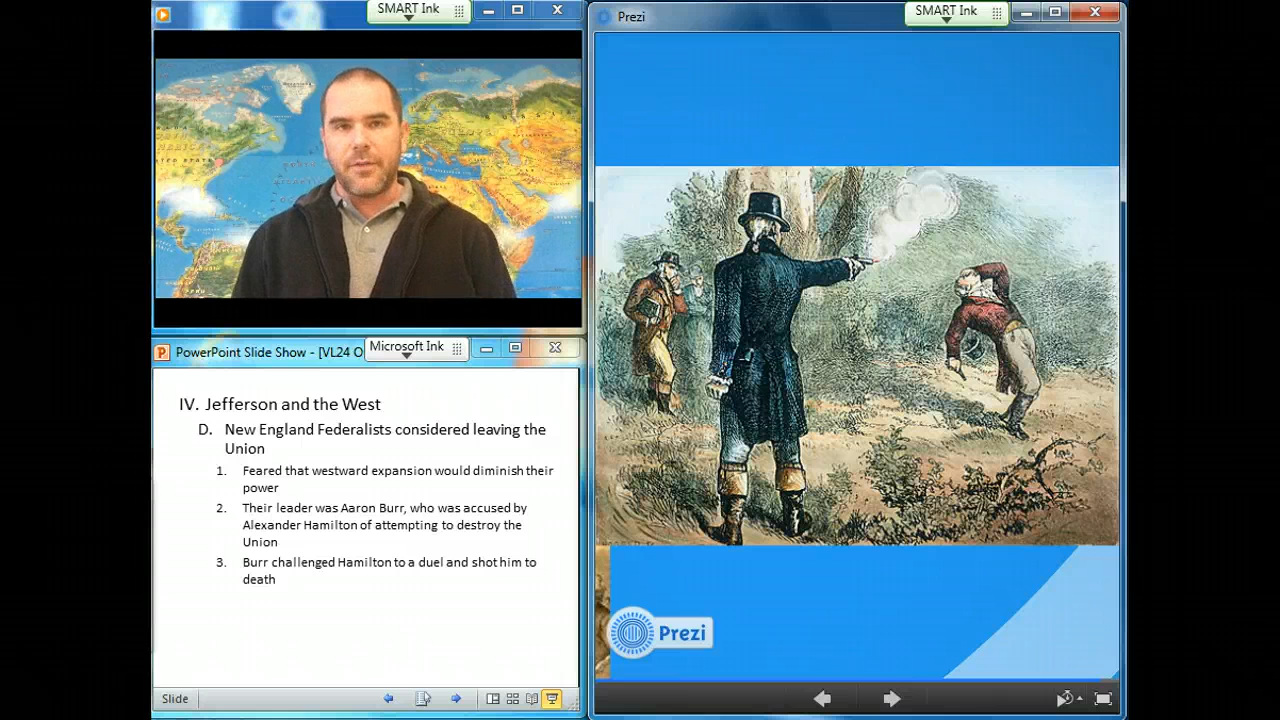 SMART Ink
Prezi
SMART Ink
PowerPoint Slide Show - [VL24 O
Microsoft Ink
IV. Jefferson and the West
D. New England Federalists considered leaving the
Union
1. Feared that westward expansion would diminish their
power
2. Their leader was Aaron Burr, who was accused by
Alexander Hamilton of attempting to destroy the
Union
3. Burr challenged Hamilton to a duel and shot him to
death
Prezi
Slide